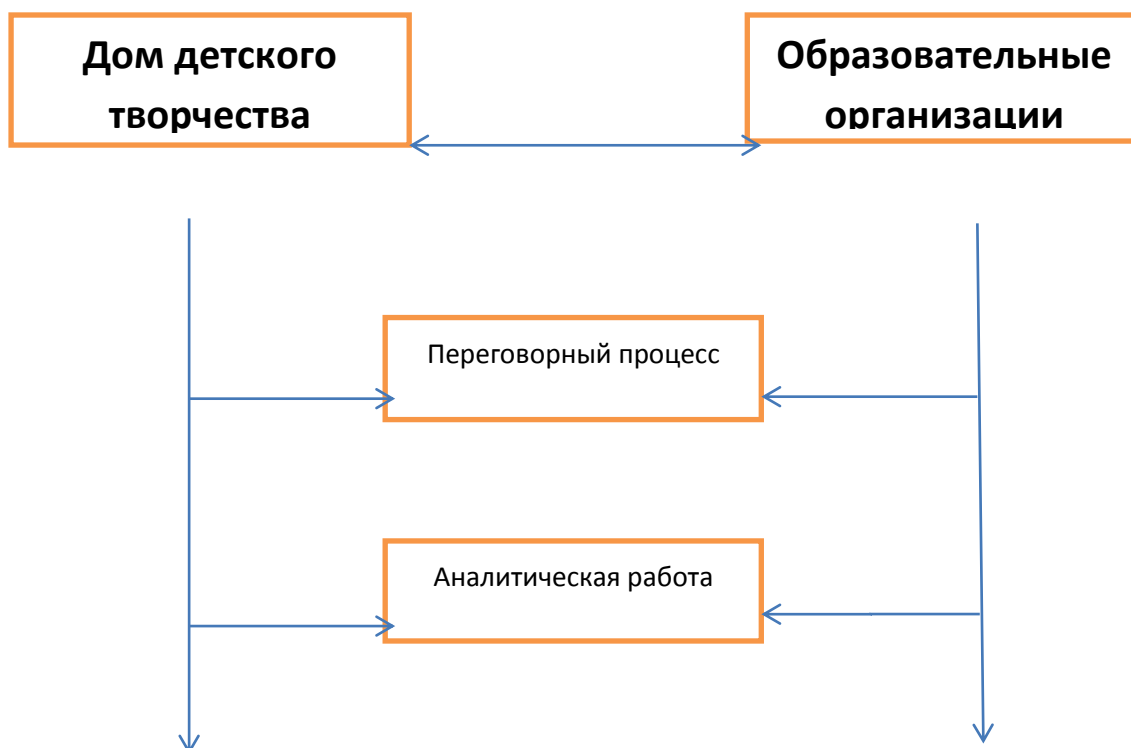 Дом детского
творчества
Образовательные
организации
Переговорный процесс
Аналитическая работа